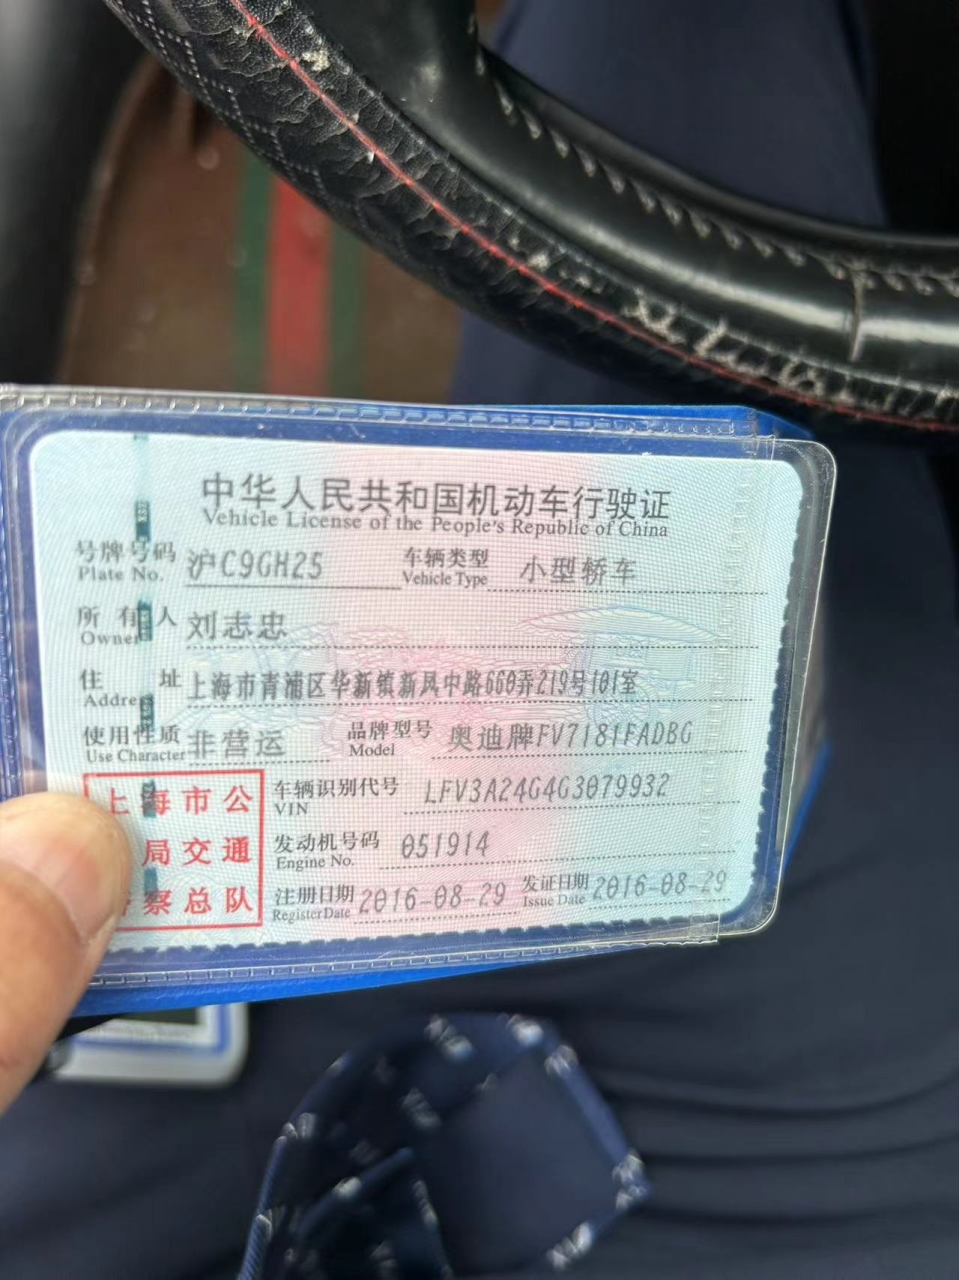 中华人民共和国机动车行驶证
Vehicle License of the People's Republic of China
号牌号码 沪C9GH25 车辆类型 小型轿车
Plate No. Vehicle Type
所有人 刘志忠
Owner
住址 上海市青浦区华新镇新凤中路660弄219号101室
Address
使用性质 非营运 品牌型号 奥迪牌FV7181FADBG
Use Character Model
上海市公 车辆识别代号 LFV3A24G4G3079932
VIN
局交通 发动机号码 051914
Engine No.
察总队 注册日期 2016-08-29 发证日期 2016-08-29
Register Date Issue Date